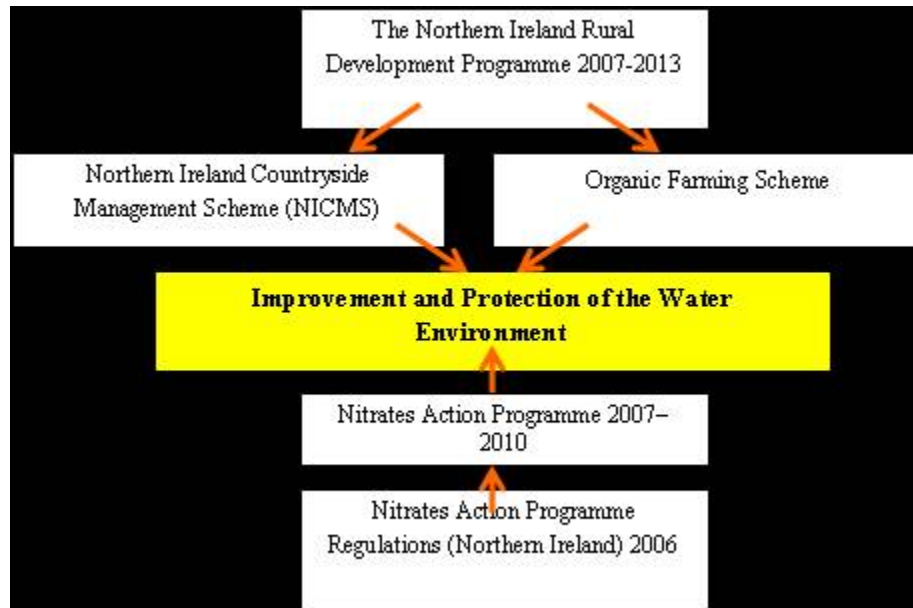 The Northern Ireland Rural
Development Programme 2007-2013
Northern Ireland Countryside
Management Scheme (NICMS)
Organic Farming Scheme
Improvement and Protection of the Water
Environment
Nitrates Action Programme 2007–
2010
Nitrates Action Programme
Regulations (Northern Ireland) 2006